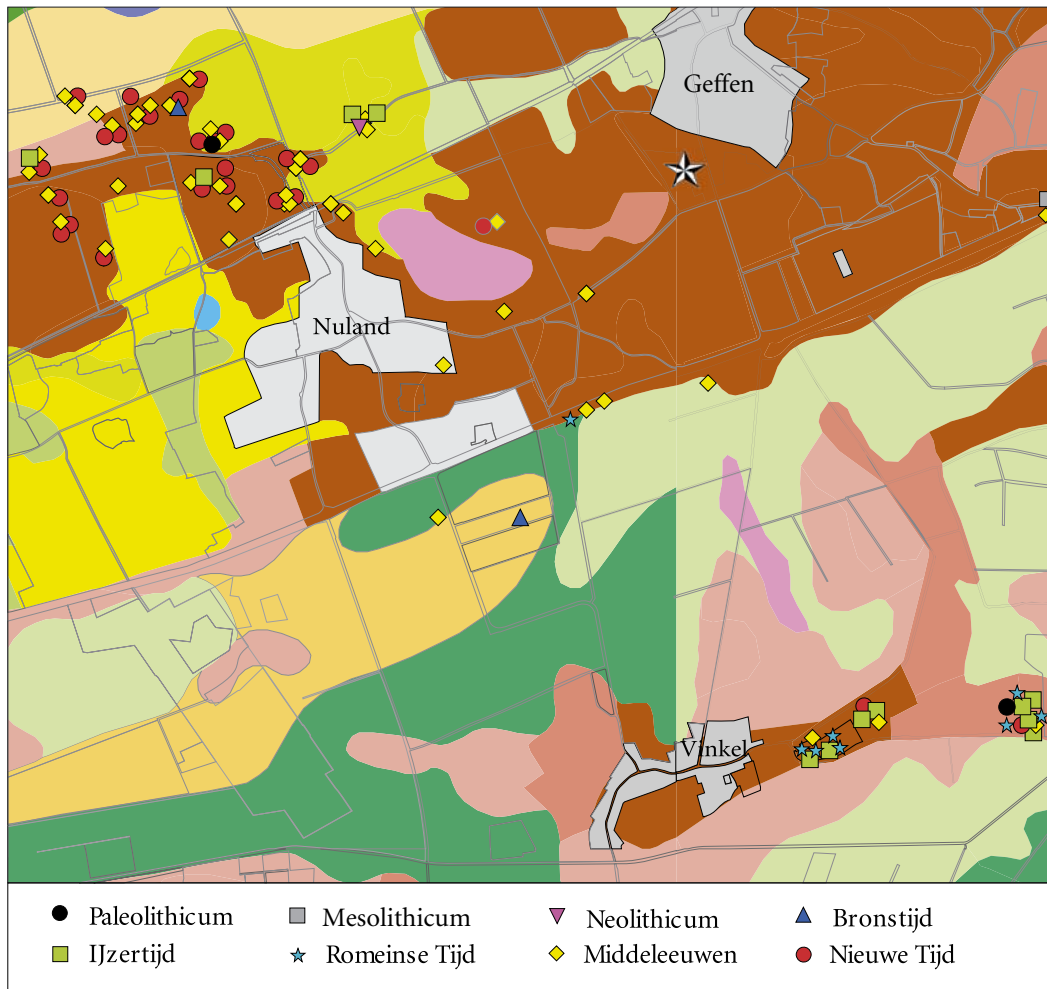 Geffen
Nuland
Vinkel
Paleolithicum Mesolithicum Neolithicum Bronstijd
IJzertijd Romeinse Tijd Middeleeuwen Nieuwe Tijd